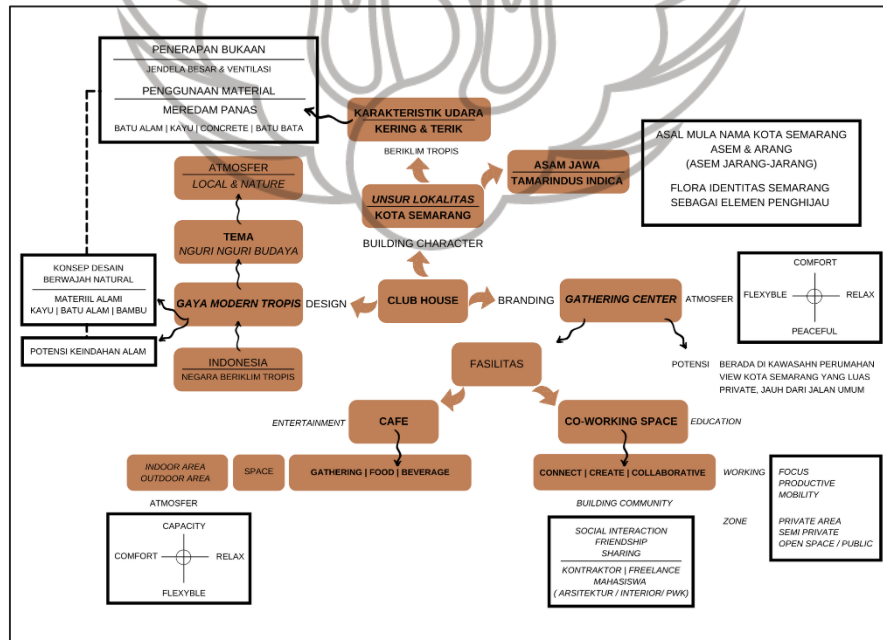 PENERAPAN BUKAAN
JENDELA BESAR & VENTILASI
PENGGUNAAN MATERIAL
MEREDAM PANAS
BATU ALAM | KAYU | CONCRETE | BATU BATA
KARAKTERISTIK UDARA
KERING & TERIK
BERIKLIM TROPIS
ASAM JAWA
TAMARINDUS INDICA
ASAL MULA NAMA KOTA SEMARANG
ASEM & ARANG
(ASEM JARANG-JARANG)
FLORA IDENTITAS SEMARANG
SEBAGAI ELEMEN PENGHIJAU
ATMOSFER
LOCAL & NATURE
UNSUR LOKALITAS
KOTA SEMARANG
TEMA
NGURI NGURI BUDAYA
BUILDING CHARACTER
KONSEP DESAIN
BERWAJAH NATURAL
MATERIIL ALAMI
KAYU | BATU ALAM | BAMBU
GAYA MODERN TROPIS
DESIGN
CLUB HOUSE
BRANDING
GATHERING CENTER
ATMOSFER
COMFORT
FLEXYBLE
RELAX
PEACEFUL
POTENSI KEINDAHAN ALAM
INDONESIA
NEGARA BERIKLIM TROPIS
FASILITAS
POTENSI
BERADA DI KAWASAHN PERUMAHAN
VIEW KOTA SEMARANG YANG LUAS
PRIVATE, JAUH DARI JALAN UMUM
ENTERTAINMENT
CAFE
CO-WORKING SPACE
EDUCATION
INDOOR AREA
OUTDOOR AREA
SPACE
GATHERING | FOOD | BEVERAGE
CONNECT | CREATE | COLLABORATIVE
WORKING
FOCUS
PRODUCTIVE
MOBILITY
ZONE
PRIVATE AREA
SEMI PRIVATE
OPEN SPACE / PUBLIC
ATMOSFER
CAPACITY
COMFORT
RELAX
FLEXYBLE
BUILDING COMMUNITY
SOCIAL INTERACTION
FRIENDSHIP
SHARING
KONTRAKTOR | FREELANCE
MAHASISWA
( ARSITEKTUR / INTERIOR/ PWK)